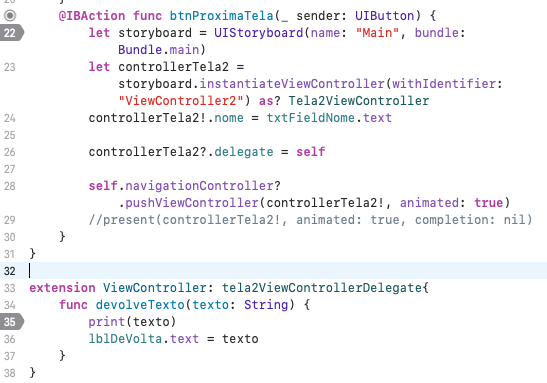 @IBAction func btnProximaTela(_ sender: UIButton) {
22 let storyboard = UIStoryboard(name: "Main", bundle:
Bundle.main)
23 let controllerTela2 =
storyboard.instantiateViewController(withIdentifier:
"ViewController2") as? Tela2ViewController
24 controllerTela2!.nome = txtFieldNome.text
25
26 controllerTela2?.delegate = self
27
28 self.navigationController?
.pushViewController(controllerTela2!, animated: true)
29 //present(controllerTela2!, animated: true, completion: nil)
30 }
31 }
32
33 extension ViewController: tela2ViewControllerDelegate{
34 func devolveTexto(texto: String) {
35 print(texto)
36 lblDeVolta.text = texto
37 }
38 }